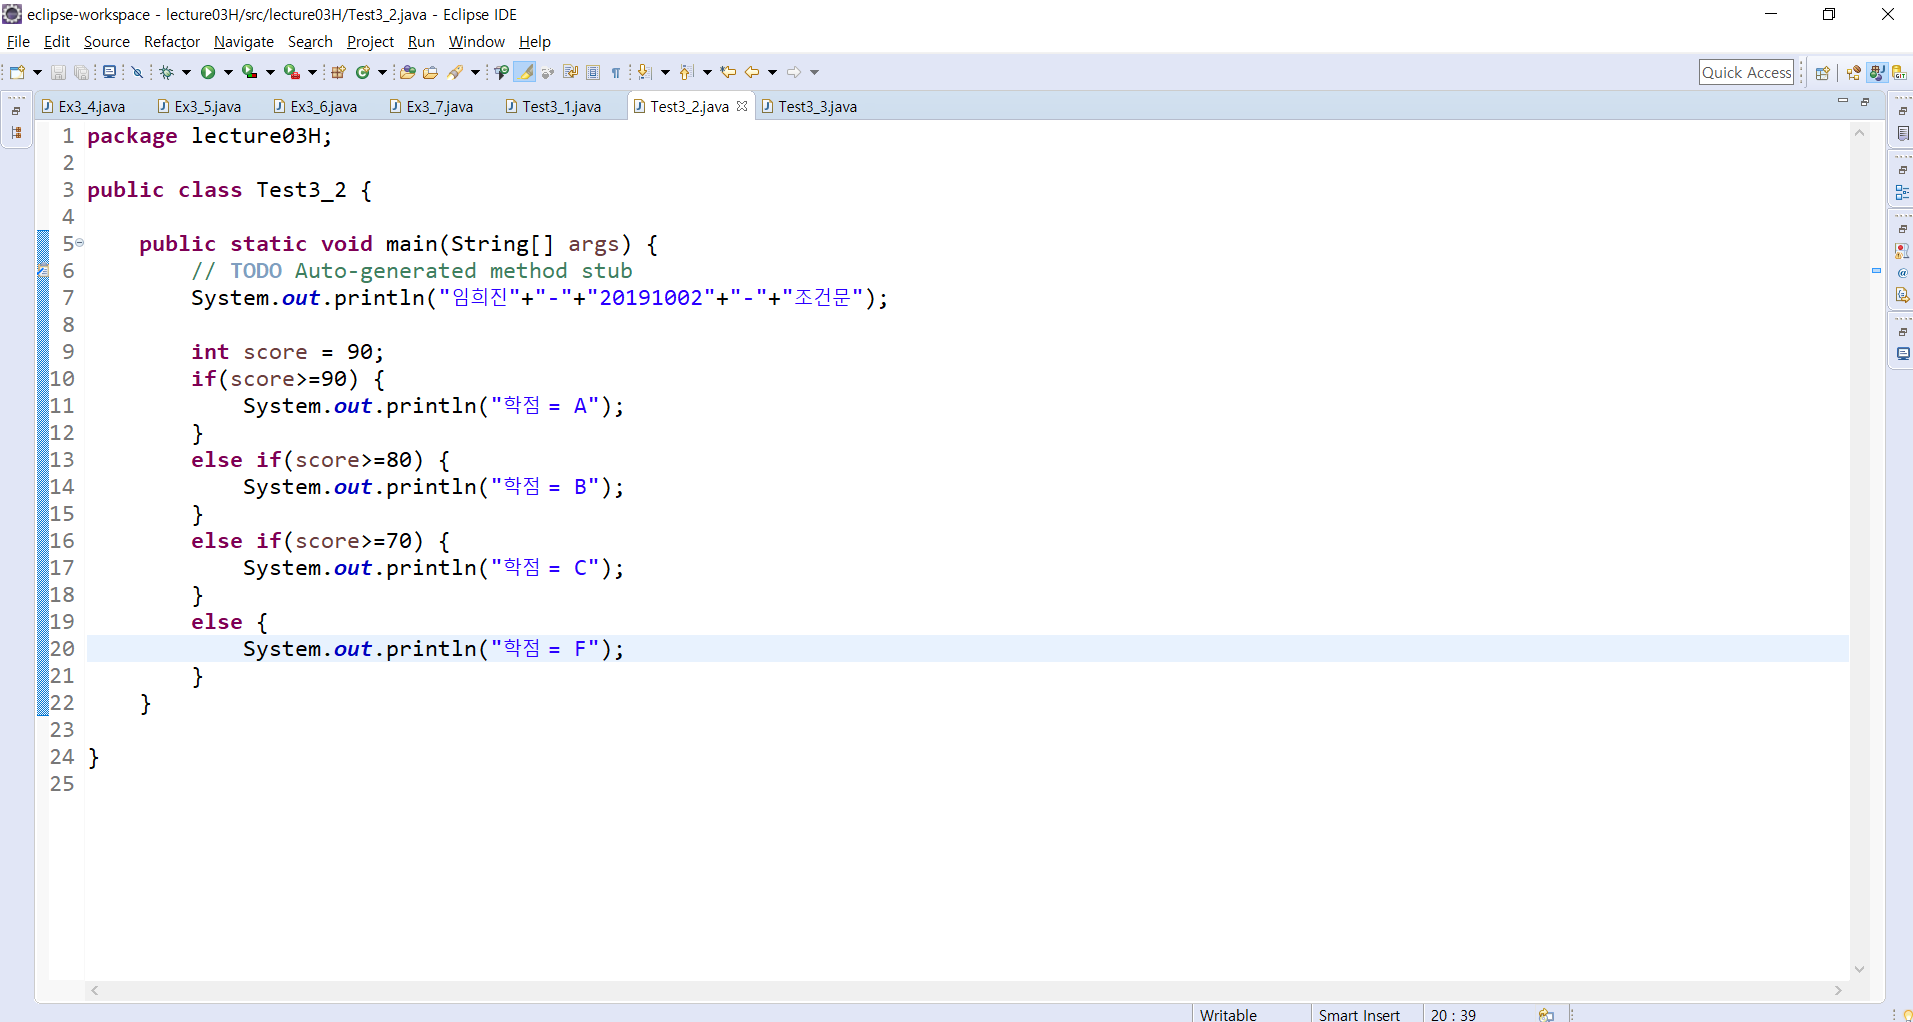 eclipse-workspace - lecture03H/src/lecture03H/Test3_2.java - Eclipse IDE
File Edit Source Refactor Navigate Search Project Run Window Help
Quick Access
Ex3_4.java Ex3_5.java Ex3_6.java Ex3_7.java Test3_1.java Test3_2.java Test3_3.java
1 package lecture03H;
2
3 public class Test3_2 {
4
5     public static void main(String[] args) {
6         // TODO Auto-generated method stub
7         System.out.println("임희진"+"-"+"20191002"+"-"+"조건문");
8
9         int score = 90;
10         if(score>=90) {
11             System.out.println("학점 = A");
12         }
13         else if(score>=80) {
14             System.out.println("학점 = B");
15         }
16         else if(score>=70) {
17             System.out.println("학점 = C");
18         }
19         else {
20             System.out.println("학점 = F");
21         }
22     }
23
24 }
25
Writable Smart Insert 20 : 39